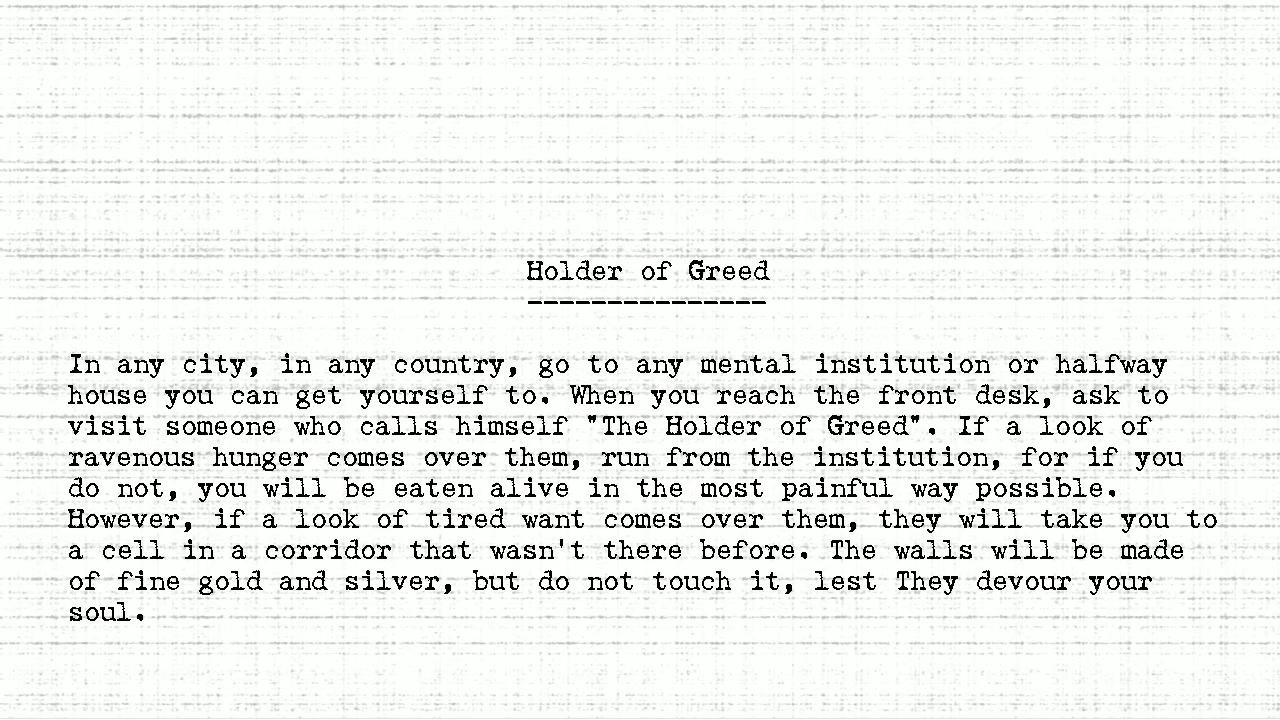 Holder of Greed
---------------
In any city, in any country, go to any mental institution or halfway
house you can get yourself to. When you reach the front desk, ask to
visit someone who calls himself "The Holder of Greed". If a look of
ravenous hunger comes over them, run from the institution, for if you
do not, you will be eaten alive in the most painful way possible.
However, if a look of tired want comes over them, they will take you to
a cell in a corridor that wasn't there before. The walls will be made
of fine gold and silver, but do not touch it, lest They devour your
soul.